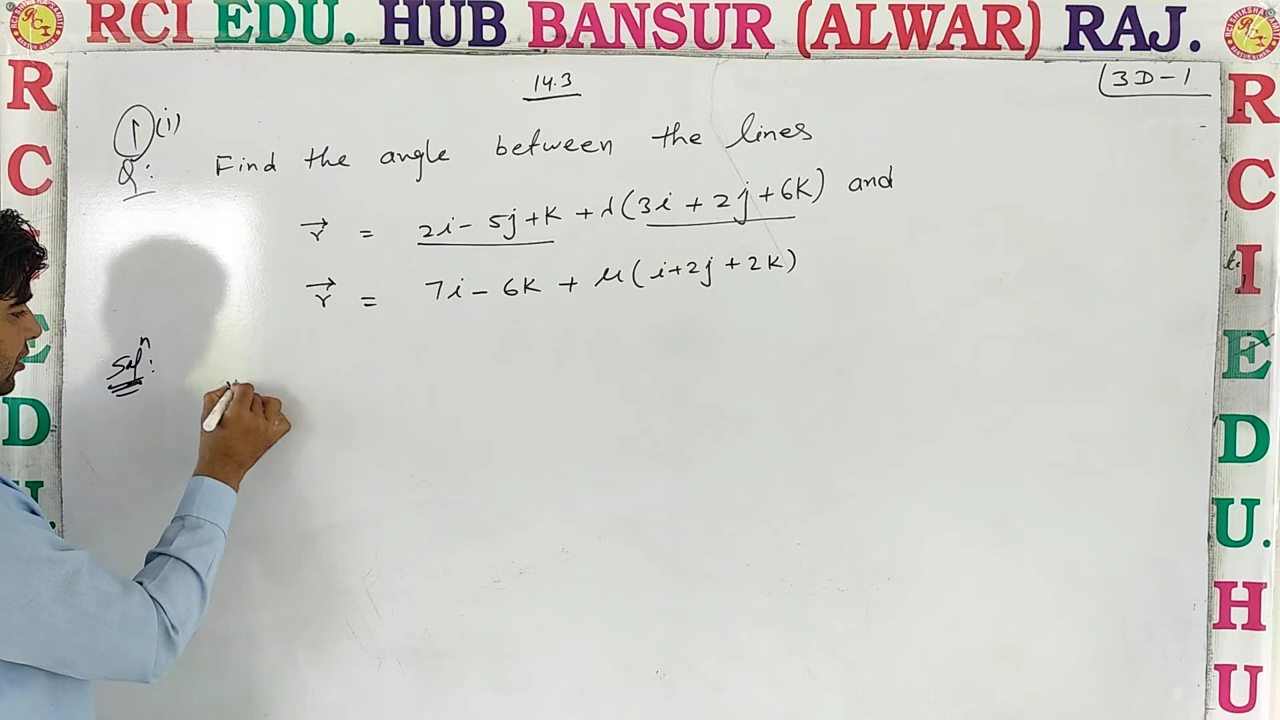 RCI EDU. HUB BANSUR (ALWAR) RAJ.
14.3
3D-1
1 (i)
Q: Find the angle between the lines
r⃗ = 2i - 5j + k + λ(3i + 2j + 6k) and
r⃗ = 7i - 6k + μ(i + 2j + 2k)
Solⁿ:
R
C
E
D
U.
R
C
I
E
D
U.
H
U